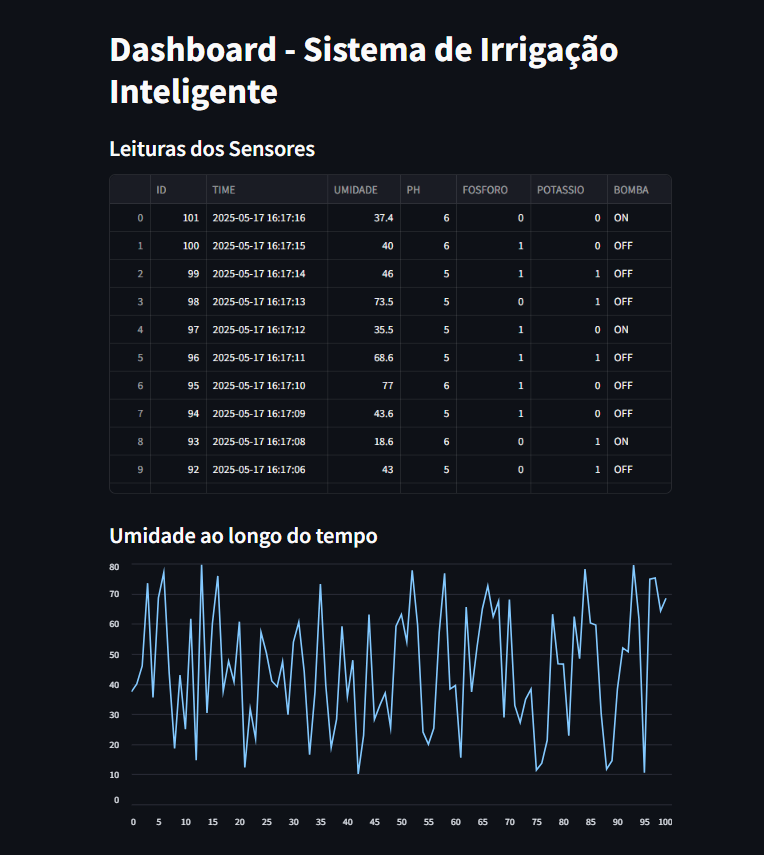 Dashboard - Sistema de Irrigação
Inteligente
Leituras dos Sensores
ID TIME UMIDADE PH FOSFORO POTASSIO BOMBA
0 101 2025-05-17 16:17:16 37.4 6 0 0 ON
1 100 2025-05-17 16:17:15 40 6 1 0 OFF
2 99 2025-05-17 16:17:14 46 5 1 1 OFF
3 98 2025-05-17 16:17:13 73.5 5 0 1 OFF
4 97 2025-05-17 16:17:12 35.5 5 1 0 ON
5 96 2025-05-17 16:17:11 68.6 5 1 1 OFF
6 95 2025-05-17 16:17:10 77 6 1 0 OFF
7 94 2025-05-17 16:17:09 43.6 5 1 0 OFF
8 93 2025-05-17 16:17:08 18.6 6 0 1 ON
9 92 2025-05-17 16:17:06 43 5 0 1 OFF
Umidade ao longo do tempo
80
70
60
50
40
30
20
10
0
0 5 10 15 20 25 30 35 40 45 50 55 60 65 70 75 80 85 90 95 100